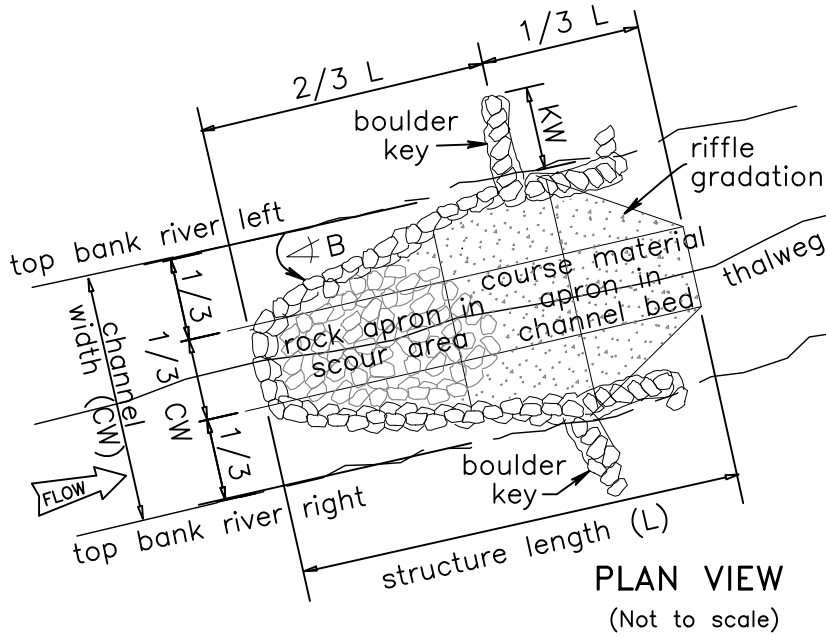 1/3 L
2/3 L
KW
boulder
key
riffle
gradation
top bank river left
∢ B
1/3
course material
apron in
channel bed
thalweg
rock apron in
scour area
channel
width (CW)
1/3 CW
1/3
FLOW
boulder
key
top bank river right
structure length (L)
PLAN VIEW
(Not to scale)